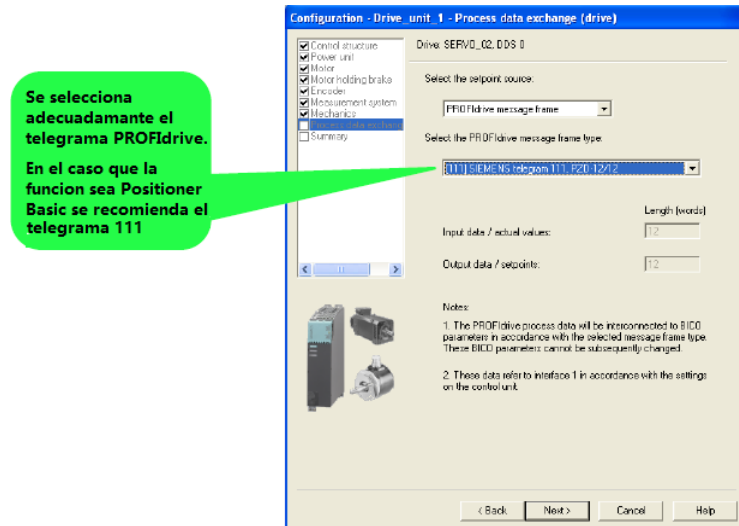 Configuration - Drive_unit_1 - Process data exchange (drive)
Control structure
Power unit
Motor
Motor holding brake
Encoder
Measurement system
Mechanics
Process data exchang
Summary
Drive: SERVO_02, DDS 0
Select the setpoint source:
PROFIdrive message frame
Select the PROFIdrive message frame type:
[111] SIEMENS telegram 111, PZD-12/12
Length (words)
Input data / actual values:
12
Output data / setpoints:
12
Notes:
1. The PROFIdrive process data will be interconnected to BICO
parameters in accordance with the selected message frame type.
These BICO parameters cannot be subsequently changed.
2. These data refer to interface 1 in accordance with the settings
on the control unit.
< Back
Next >
Cancel
Help
Se selecciona
adecuadamante el
telegrama PROFIdrive.
En el caso que la
funcion sea Positioner
Basic se recomienda el
telegrama 111